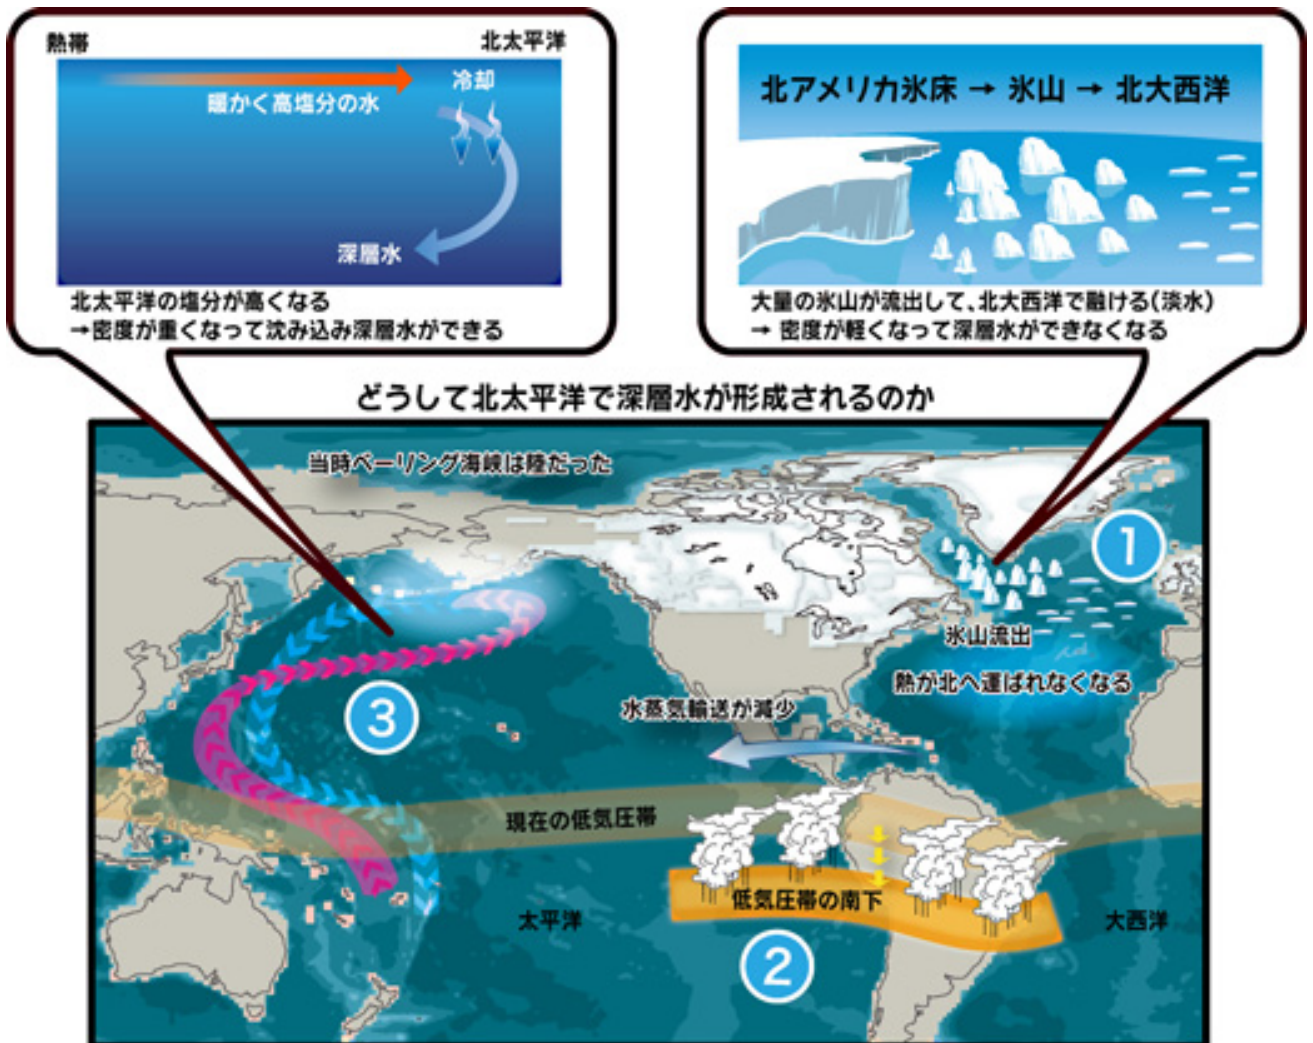 熱帯
北太平洋
冷却
暖かく高塩分の水
深層水
北太平洋の塩分が高くなる
→密度が重くなって沈み込み深層水ができる
北アメリカ氷床 → 氷山 → 北大西洋
大量の氷山が流出して、北大西洋で融ける(淡水)
→ 密度が軽くなって深層水ができなくなる
どうして北太平洋で深層水が形成されるのか
当時ベーリング海峡は陸だった
1
氷山流出
熱が北へ運ばれなくなる
水蒸気輸送が減少
3
現在の低気圧帯
低気圧帯の南下
太平洋
大西洋
2